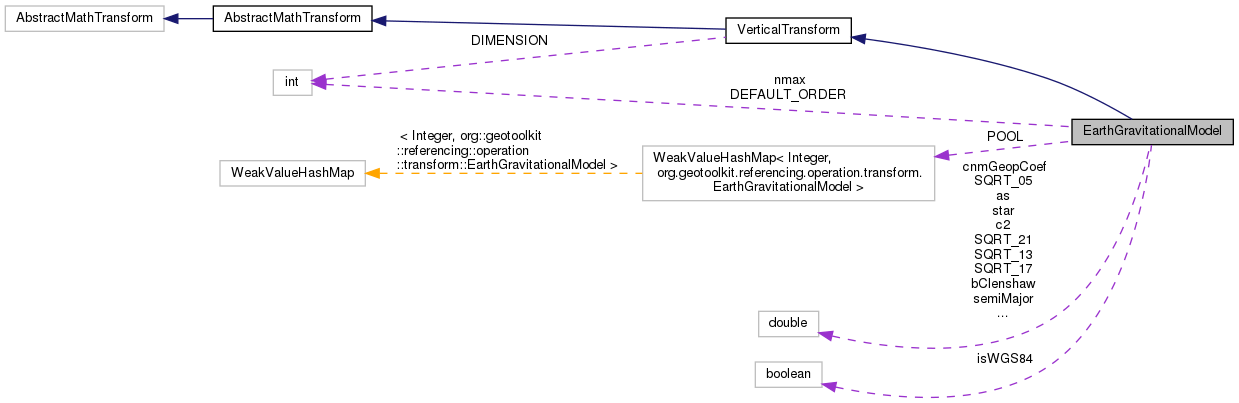 AbstractMathTransform
AbstractMathTransform
VerticalTransform
DIMENSION
int
nmax
DEFAULT_ORDER
EarthGravitationalModel
POOL
< Integer, org::geotoolkit
::referencing::operation
::transform::EarthGravitationalModel >
WeakValueHashMap
WeakValueHashMap< Integer,
org.geotoolkit.referencing.operation.transform.
EarthGravitationalModel >
cnmGeopCoef
SQRT_05
as
star
c2
SQRT_21
SQRT_13
SQRT_17
bClenshaw
semiMajor
...
double
isWGS84
boolean